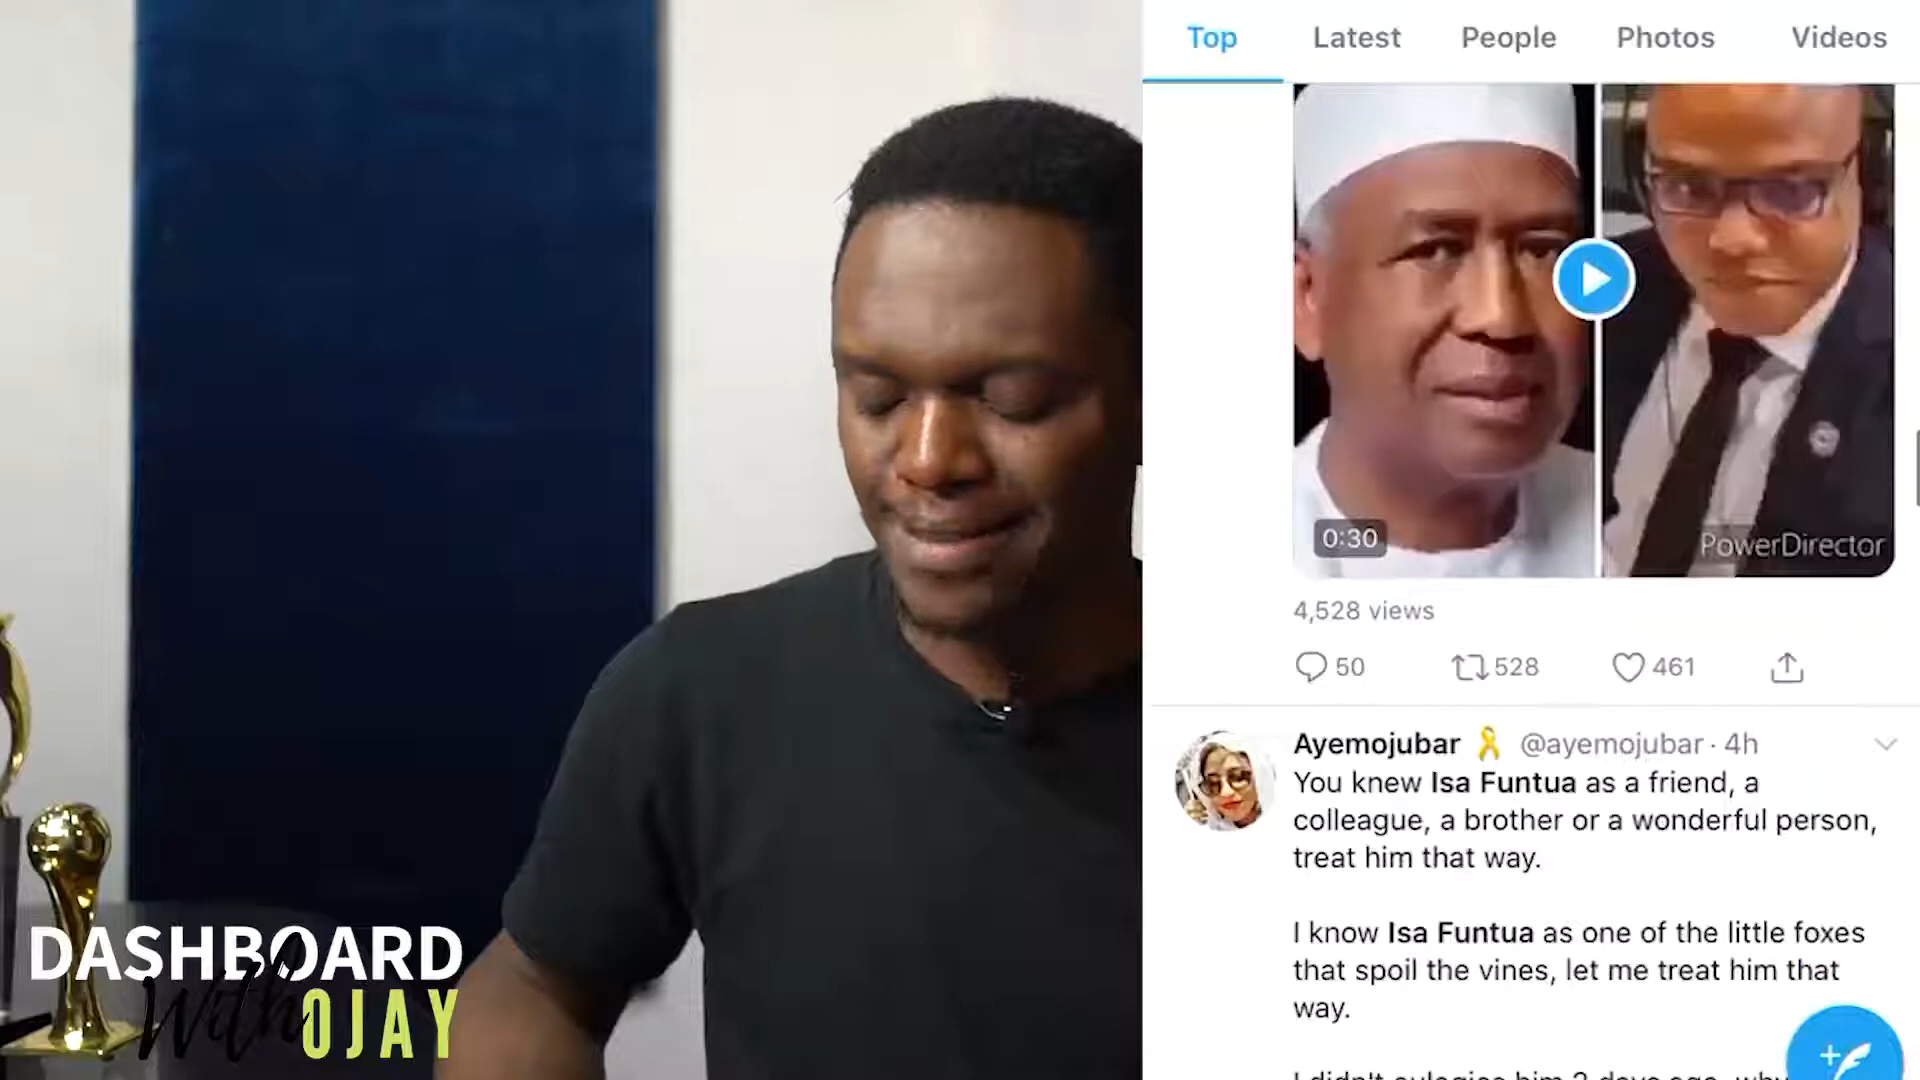 Top Latest People Photos Videos
0:30
PowerDirector
4,528 views
50 528 461
Ayemojubar 🎗 @ayemojubar · 4h
You knew Isa Funtua as a friend, a
colleague, a brother or a wonderful person,
treat him that way.
I know Isa Funtua as one of the little foxes
that spoil the vines, let me treat him that
way.
DASHBOARD
With OJAY